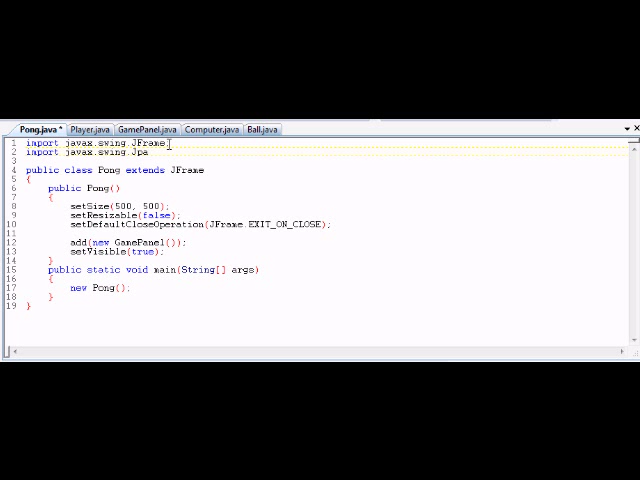 Pong.java * Player.java GamePanel.java Computer.java Ball.java
1 import javax.swing.JFrame;
2 import javax.swing.Jpa
3
4 public class Pong extends JFrame
5 {
6 public Pong()
7 {
8 setSize(500, 500);
9 setResizable(false);
10 setDefaultCloseOperation(JFrame.EXIT_ON_CLOSE);
11
12 add(new GamePanel());
13 setVisible(true);
14 }
15 public static void main(String[] args)
16 {
17 new Pong();
18 }
19 }